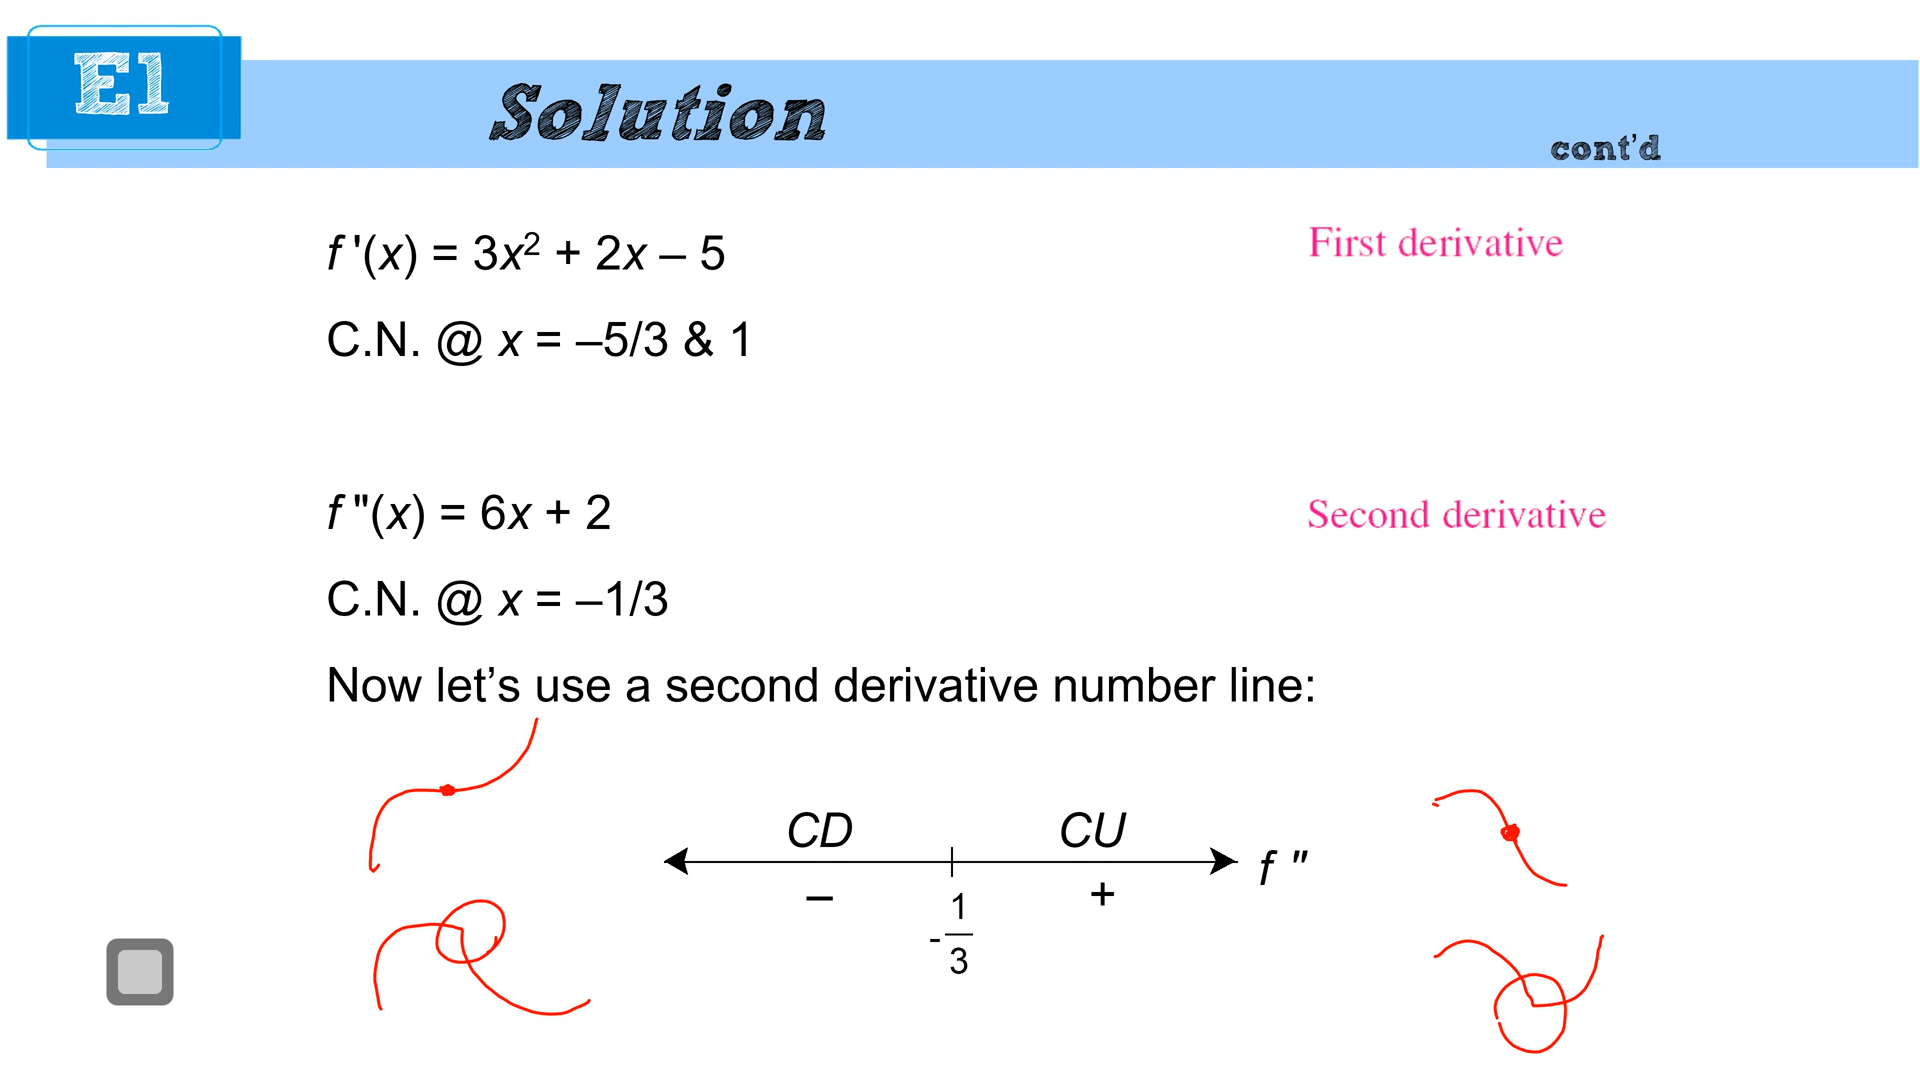 E1
Solution
cont'd
f '(x) = 3x² + 2x – 5
First derivative
C.N. @ x = –5/3 & 1
f "(x) = 6x + 2
Second derivative
C.N. @ x = –1/3
Now let’s use a second derivative number line:
CD CU
f "
– +
-1/3